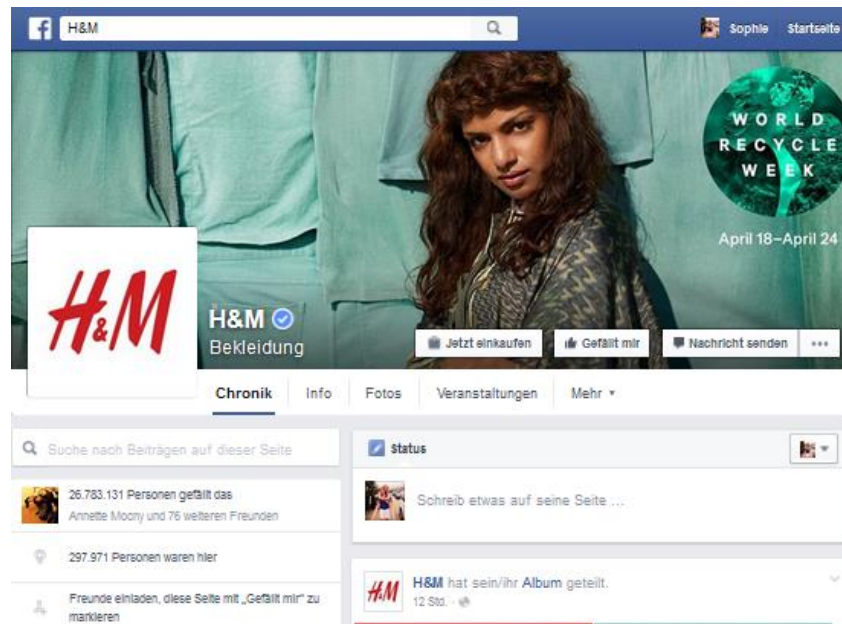 H&M
Sophie Startseite
WORLD
RECYCLE
WEEK
April 18–April 24
H&M
H&M
Bekleidung
Jetzt einkaufen
Gefällt mir
Nachricht senden
Chronik Info Fotos Veranstaltungen Mehr
Suche nach Beiträgen auf dieser Seite
Status
26.783.131 Personen gefällt das
Annette Mocny und 76 weiteren Freunden
Schreib etwas auf seine Seite ...
297.971 Personen waren hier
H&M hat sein/ihr Album geteilt.
H&M
12 Std. ·
Freunde einladen, diese Seite mit „Gefällt mir“ zu
markieren